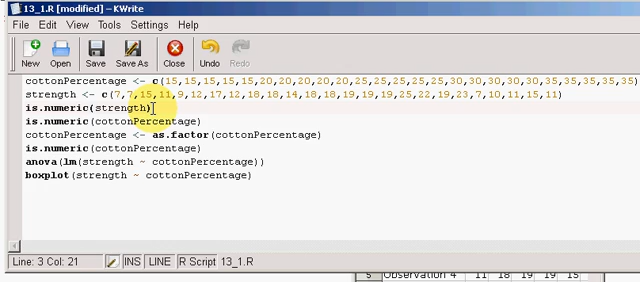 13_1.R [modified] – KWrite
File Edit View Tools Settings Help
New Open Save Save As Close Undo Redo
cottonPercentage <- c(15,15,15,15,15,20,20,20,20,20,25,25,25,25,25,30,30,30,30,30,35,35,35,35,35)
strength <- c(7,7,15,11,9,12,17,12,18,18,14,18,18,19,19,19,25,22,19,23,7,10,11,15,11)
is.numeric(strength)
is.numeric(cottonPercentage)
cottonPercentage <- as.factor(cottonPercentage)
is.numeric(cottonPercentage)
anova(lm(strength ~ cottonPercentage))
boxplot(strength ~ cottonPercentage)
Line: 3 Col: 21 INS LINE R Script 13_1.R
5 Observation 4 11 18 19 19 15